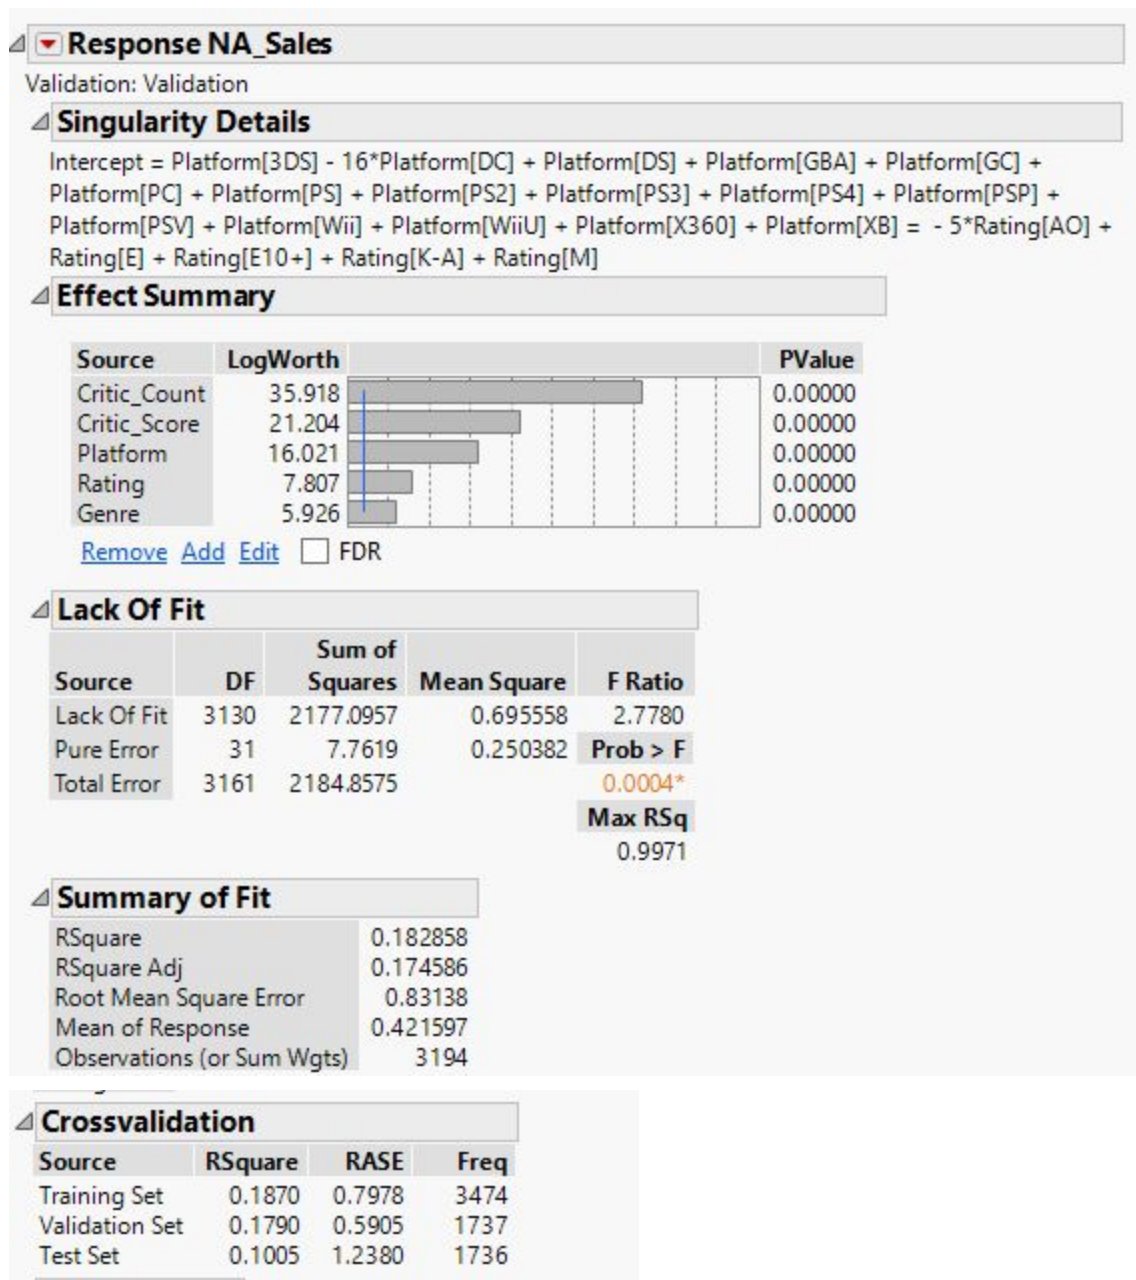 Response NA_Sales
Validation: Validation
Singularity Details
Intercept = Platform[3DS] - 16*Platform[DC] + Platform[DS] + Platform[GBA] + Platform[GC] +
Platform[PC] + Platform[PS] + Platform[PS2] + Platform[PS3] + Platform[PS4] + Platform[PSP] +
Platform[PSV] + Platform[Wii] + Platform[WiiU] + Platform[X360] + Platform[XB] = - 5*Rating[AO] +
Rating[E] + Rating[E10+] + Rating[K-A] + Rating[M]
Effect Summary
Source LogWorth PValue
Critic_Count 35.918 0.00000
Critic_Score 21.204 0.00000
Platform 16.021 0.00000
Rating 7.807 0.00000
Genre 5.926 0.00000
Remove Add Edit FDR
Lack Of Fit
Sum of
Source DF Squares Mean Square F Ratio
Lack Of Fit 3130 2177.0957 0.695558 2.7780
Pure Error 31 7.7619 0.250382 Prob > F
Total Error 3161 2184.8575 0.0004*
Max RSq
0.9971
Summary of Fit
RSquare 0.182858
RSquare Adj 0.174586
Root Mean Square Error 0.83138
Mean of Response 0.421597
Observations (or Sum Wgts) 3194
Crossvalidation
Source RSquare RASE Freq
Training Set 0.1870 0.7978 3474
Validation Set 0.1790 0.5905 1737
Test Set 0.1005 1.2380 1736